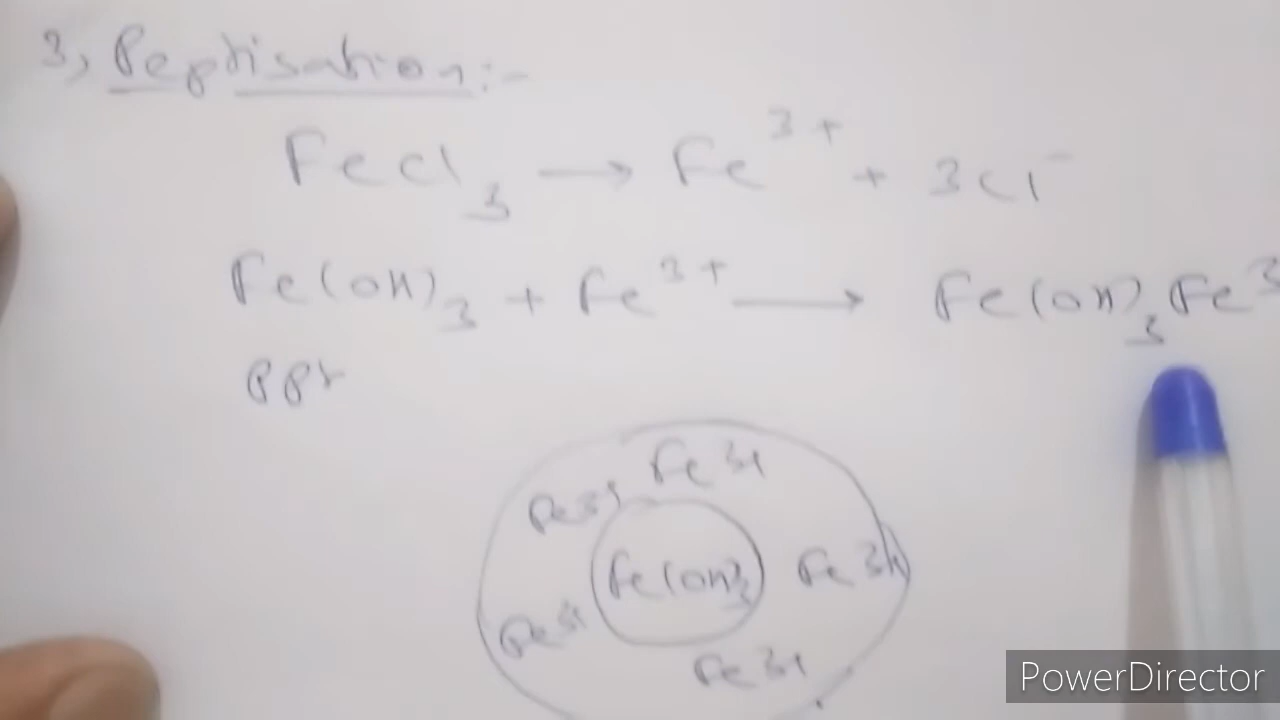 3, Peptisation:-
FeCl3 → Fe3+ + 3Cl-
Fe(OH)3 + Fe3+ → Fe(OH)3Fe3
ppt
Fe3+
Fe3+
Fe(OH)3 Fe3+
Fe3+
Fe3+
PowerDirector